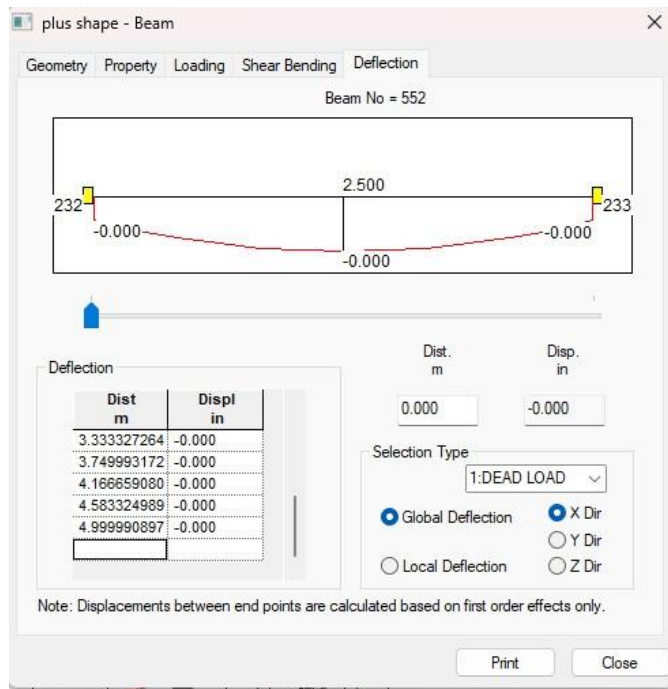 plus shape - Beam
Geometry Property Loading Shear Bending Deflection
Beam No = 552
2.500
232
233
-0.000
-0.000
-0.000
Deflection
Dist m
Displ in
3.333327264 -0.000
3.749993172 -0.000
4.166659080 -0.000
4.583324989 -0.000
4.999990897 -0.000
Dist. m
Disp. in
0.000
-0.000
Selection Type
1:DEAD LOAD
Global Deflection
X Dir
Y Dir
Local Deflection
Z Dir
Note: Displacements between end points are calculated based on first order effects only.
Print Close